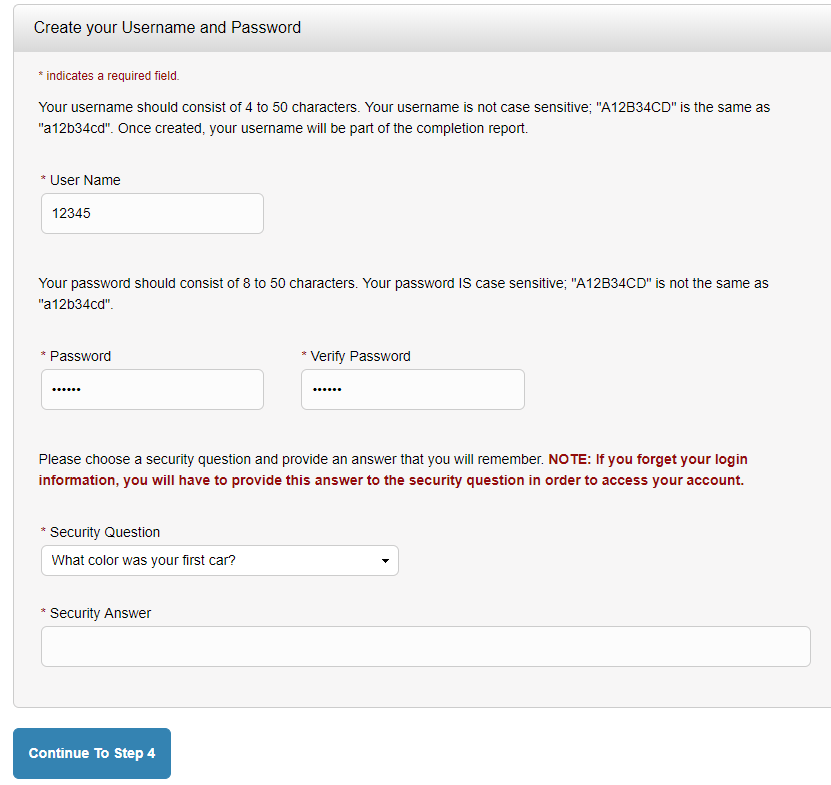 Create your Username and Password
* indicates a required field.
Your username should consist of 4 to 50 characters. Your username is not case sensitive; "A12B34CD" is the same as
"a12b34cd". Once created, your username will be part of the completion report.
* User Name
12345
Your password should consist of 8 to 50 characters. Your password IS case sensitive; "A12B34CD" is not the same as
"a12b34cd".
* Password * Verify Password
•••••• ••••••
Please choose a security question and provide an answer that you will remember. NOTE: If you forget your login
information, you will have to provide this answer to the security question in order to access your account.
* Security Question
What color was your first car?
* Security Answer
Continue To Step 4